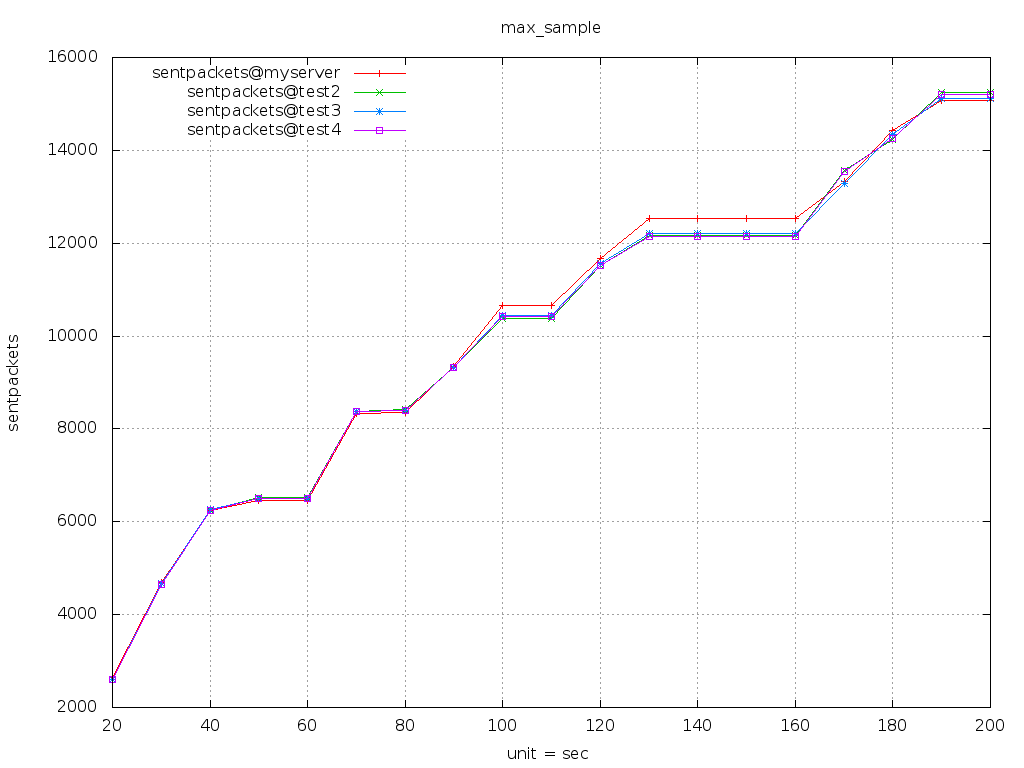 max_sample
16000
14000
12000
10000
8000
6000
4000
2000
sentpackets
sentpackets@myserver
sentpackets@test2
sentpackets@test3
sentpackets@test4
20 40 60 80 100 120 140 160 180 200
unit = sec